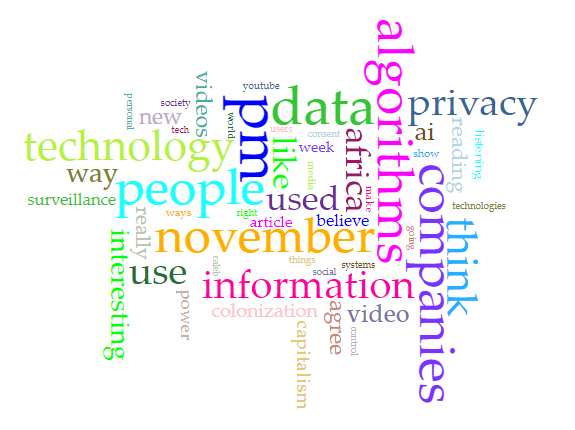 youtube
algorithms
videos
personal
society
new
tech
world
pmu
data
users
consent
privacy
ai
reading
listening
show
technology
like
week
africa
way
people
media
make
used
surveillance
ways
right
article
believe
technologies
companies
think
really
november
going
interesting
use
caleb
things
social
systems
information
power
colonization
capitalism
agree
video
control